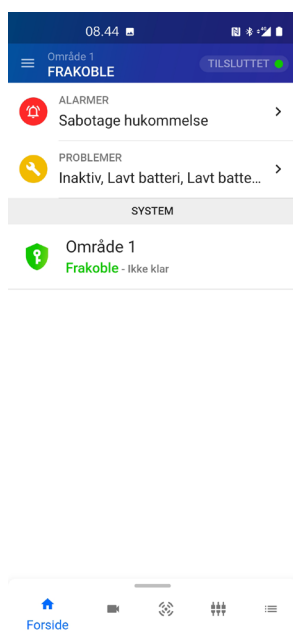 08.44
Område 1
FRAKOBLE
TILSLUTTET
ALARMER
Sabotage hukommelse
PROBLEMER
Inaktiv, Lavt batteri, Lavt batte...
SYSTEM
Område 1
Frakoble - Ikke klar
Forside